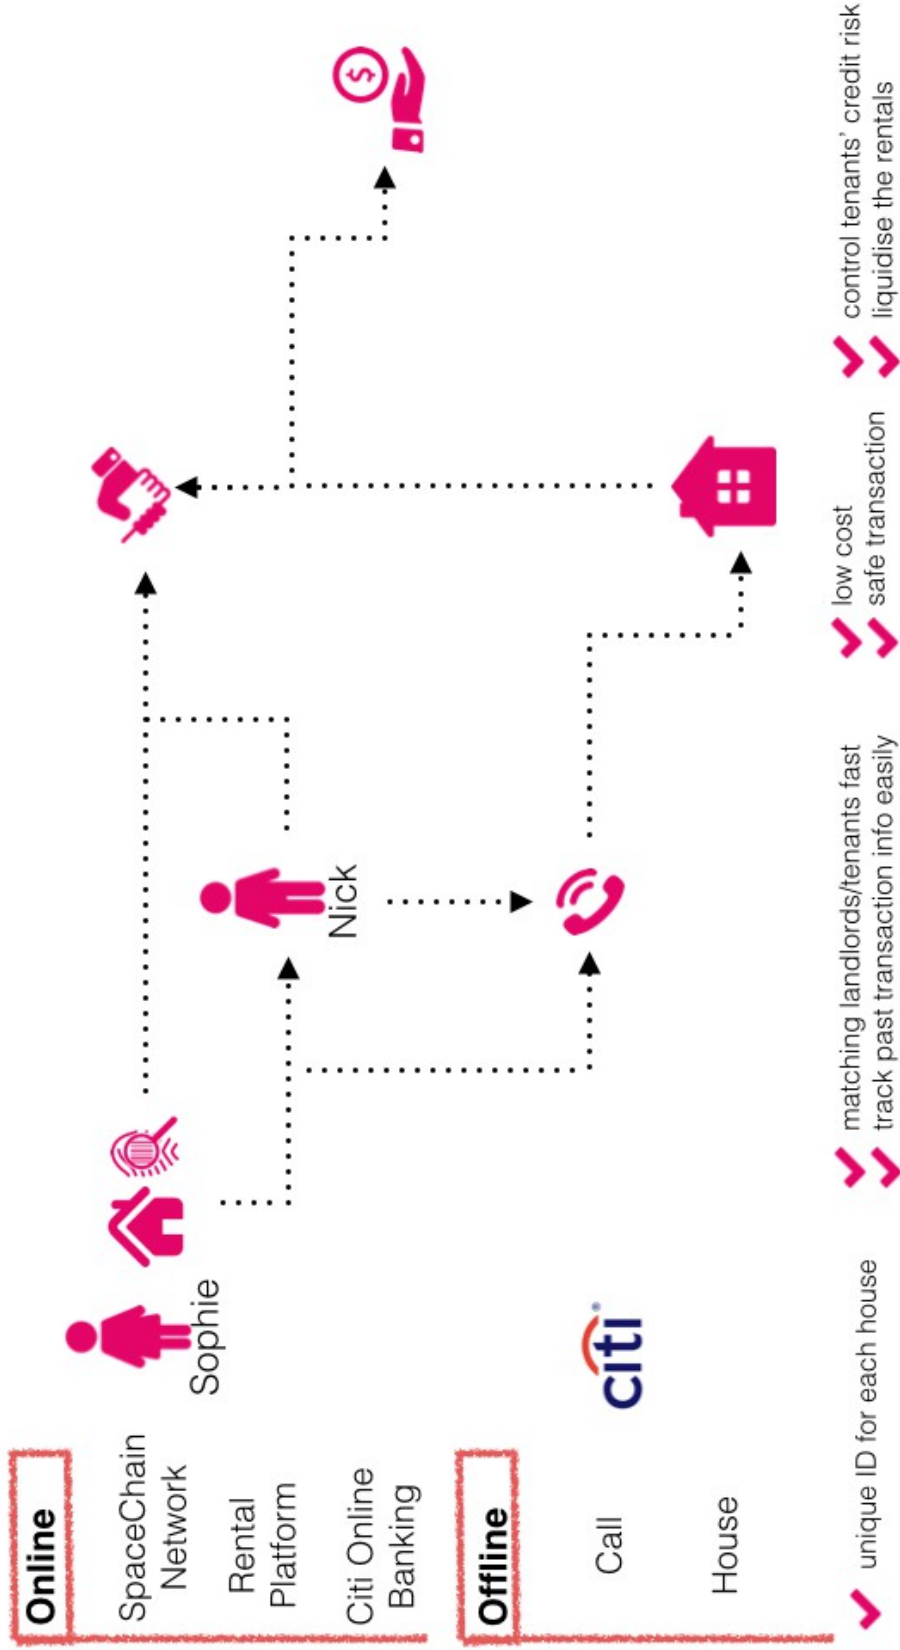 Online
SpaceChain
Network
Rental
Platform
Citi Online
Banking
Sophie
Nick
Offline
Call
House
citi®
unique ID for each house
matching landlords/tenants fast
track past transaction info easily
low cost
safe transaction
control tenants' credit risk
liquidise the rentals
$